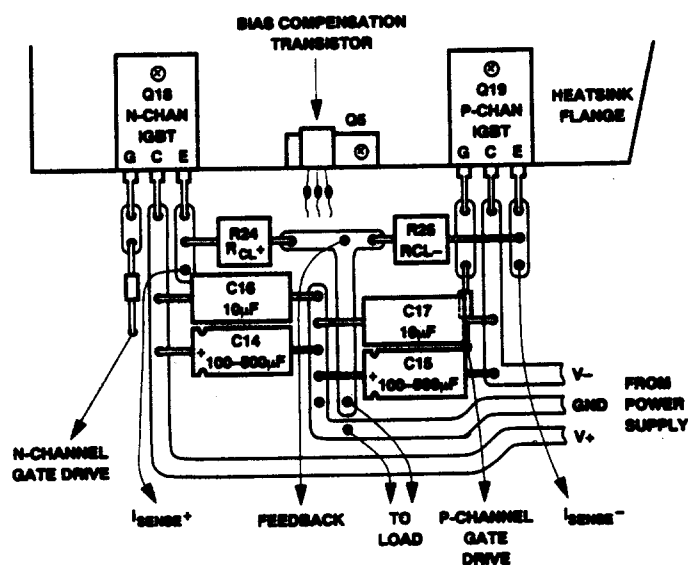 BIAS COMPENSATION
TRANSISTOR
Q18
N-CHAN
IGBT
G C E
Q5
Q19
P-CHAN
IGBT
G C E
HEATSINK
FLANGE
R24
RCL+
R25
RCL–
C16
10µF
C14
+ 100–500µF
C17
10µF
C15
+ 100–500µF
V–
GND
V+
FROM
POWER
SUPPLY
N-CHANNEL
GATE DRIVE
ISENSE+
FEEDBACK
TO
LOAD
P-CHANNEL
GATE
DRIVE
ISENSE–